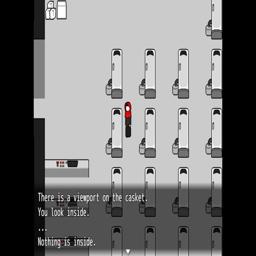 There is a viewport on the casket.
You look inside.
...
Nothing is inside.